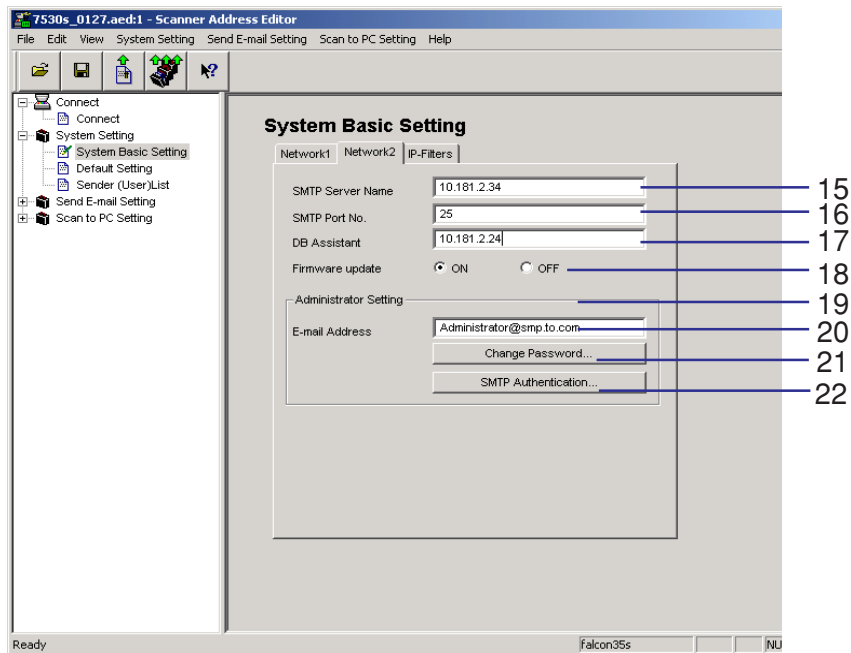 7530s_0127.aed:1 - Scanner Address Editor
File Edit View System Setting Send E-mail Setting Scan to PC Setting Help
Connect
Connect
System Setting
System Basic Setting
Default Setting
Sender (User)List
Send E-mail Setting
Scan to PC Setting
System Basic Setting
Network1 Network2 IP-Filters
SMTP Server Name 10.181.2.34 15
SMTP Port No. 25 16
DB Assistant 10.181.2.24 17
Firmware update ON OFF 18
Administrator Setting 19
E-mail Address Administrator@smp.to.com 20
Change Password... 21
SMTP Authentication... 22
Ready falcon35s NU